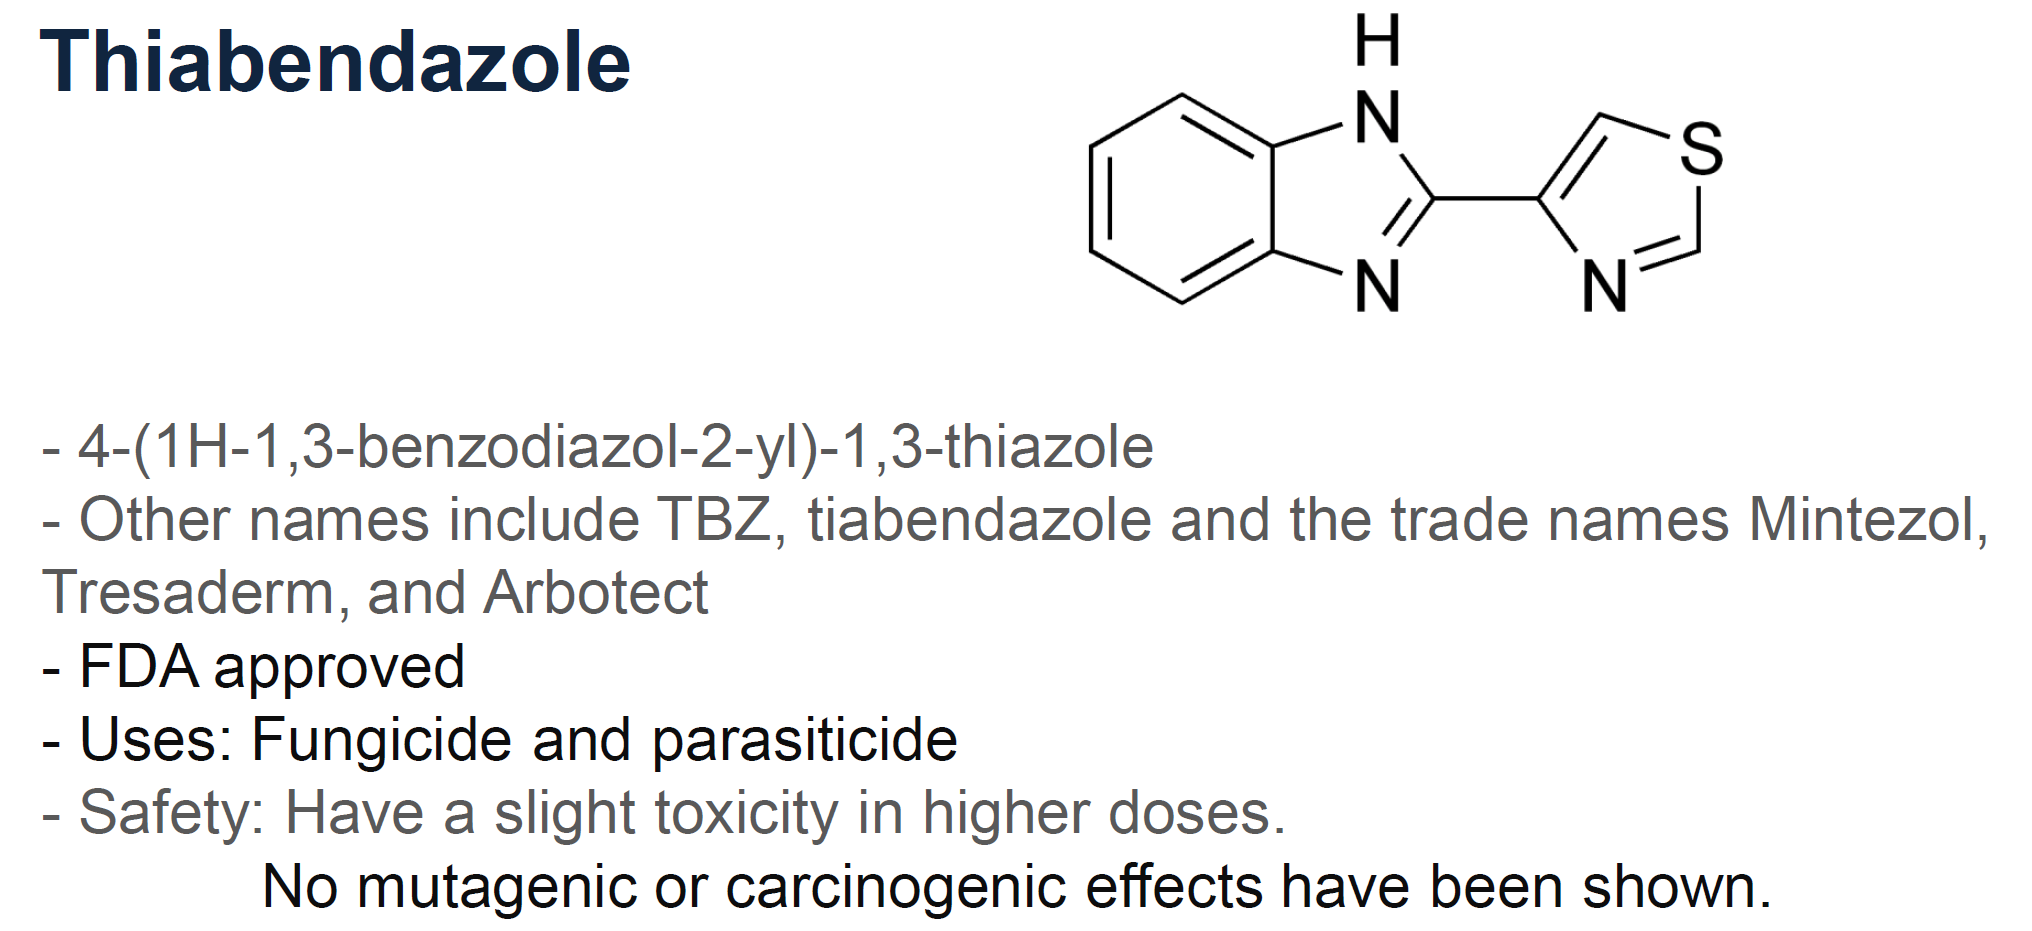 Thiabendazole
H
N
S
N
N
- 4-(1H-1,3-benzodiazol-2-yl)-1,3-thiazole
- Other names include TBZ, tiabendazole and the trade names Mintezol,
Tresaderm, and Arbotect
- FDA approved
- Uses: Fungicide and parasiticide
- Safety: Have a slight toxicity in higher doses.
No mutagenic or carcinogenic effects have been shown.